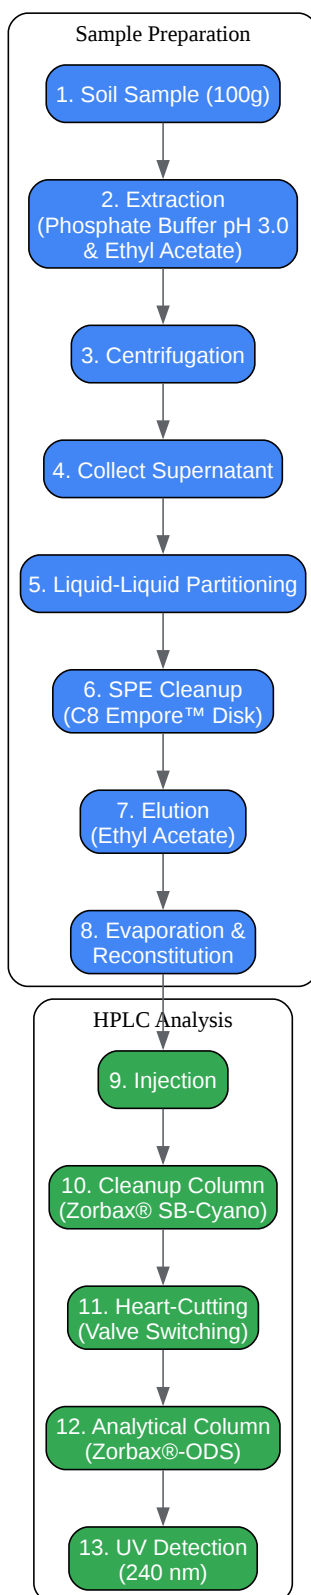 Sample Preparation
1. Soil Sample (100g)
2. Extraction
(Phosphate Buffer pH 3.0
& Ethyl Acetate)
3. Centrifugation
4. Collect Supernatant
5. Liquid-Liquid Partitioning
6. SPE Cleanup
(C8 Empore™ Disk)
7. Elution
(Ethyl Acetate)
8. Evaporation &
Reconstitution
HPLC Analysis
9. Injection
10. Cleanup Column
(Zorbax® SB-Cyano)
11. Heart-Cutting
(Valve Switching)
12. Analytical Column
(Zorbax®-ODS)
13. UV Detection
(240 nm)